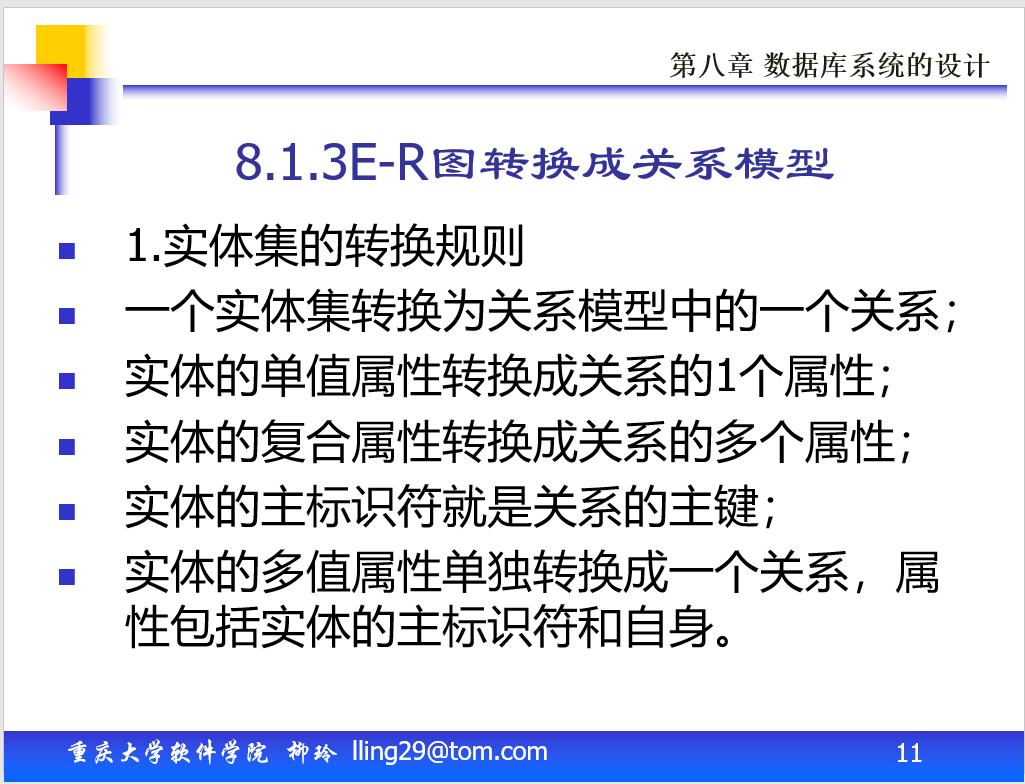 第八章 数据库系统的设计
8.1.3E-R图转换成关系模型
1.实体集的转换规则
一个实体集转换为关系模型中的一个关系；
实体的单值属性转换成关系的1个属性；
实体的复合属性转换成关系的多个属性；
实体的主标识符就是关系的主键；
实体的多值属性单独转换成一个关系，属
性包括实体的主标识符和自身。
重庆大学软件学院 柳玲 lling29@tom.com
11